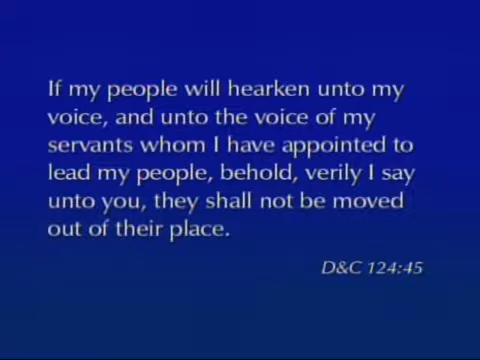 If my people will hearken unto my
voice, and unto the voice of my
servants whom I have appointed to
lead my people, behold, verily I say
unto you, they shall not be moved
out of their place.
D&C 124:45